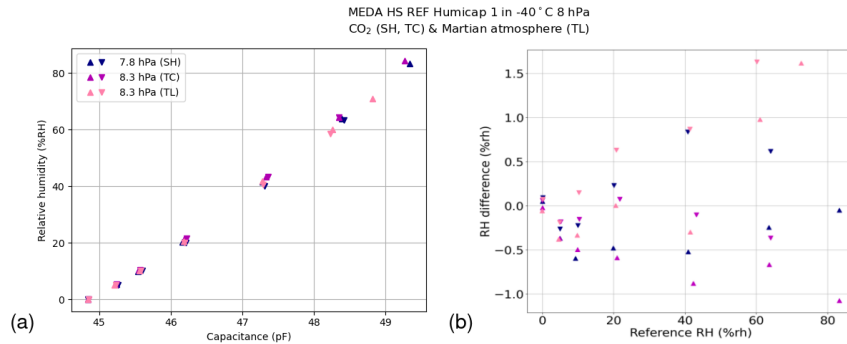 MEDA HS REF Humicap 1 in -40°C 8 hPa
CO₂ (SH, TC) & Martian atmosphere (TL)
7.8 hPa (SH)
8.3 hPa (TC)
8.3 hPa (TL)
Relative humidity (%RH)
80
60
40
20
0
45
46
47
48
49
Capacitance (pF)
(a)
RH difference (%rh)
1.5
1.0
0.5
0.0
−0.5
−1.0
0
20
40
60
80
Reference RH (%rh)
(b)